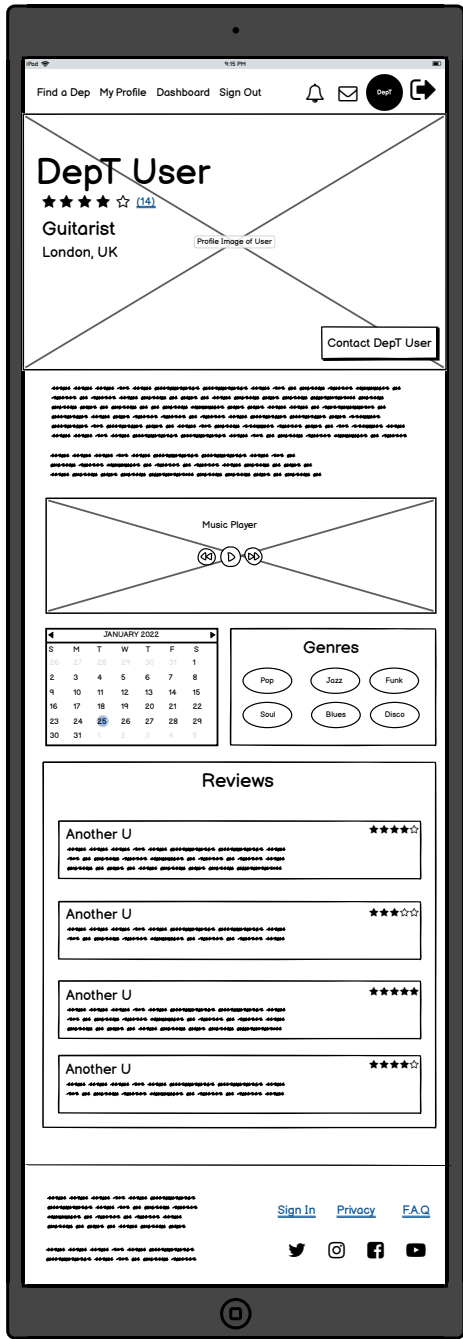 iPod 9:15 PM
Find a Dep My Profile Dashboard Sign Out DepT
DepT User
(14)
Guitarist
London, UK
Profile Image of User
Contact DepT User
Music Player
JANUARY 2022
S M T W T F S
26 27 28 29 30 31 1
2 3 4 5 6 7 8
9 10 11 12 13 14 15
16 17 18 19 20 21 22
23 24 25 26 27 28 29
30 31 1 2 3 4 5
Genres
Pop Jazz Funk
Soul Blues Disco
Reviews
Another U
Another U
Another U
Another U
Sign In Privacy F.A.Q